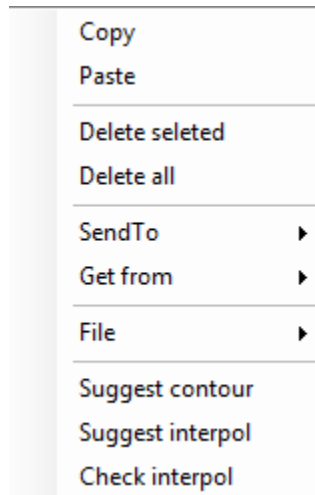 Copy
Paste
Delete seleted
Delete all
SendTo
Get from
File
Suggest contour
Suggest interpol
Check interpol